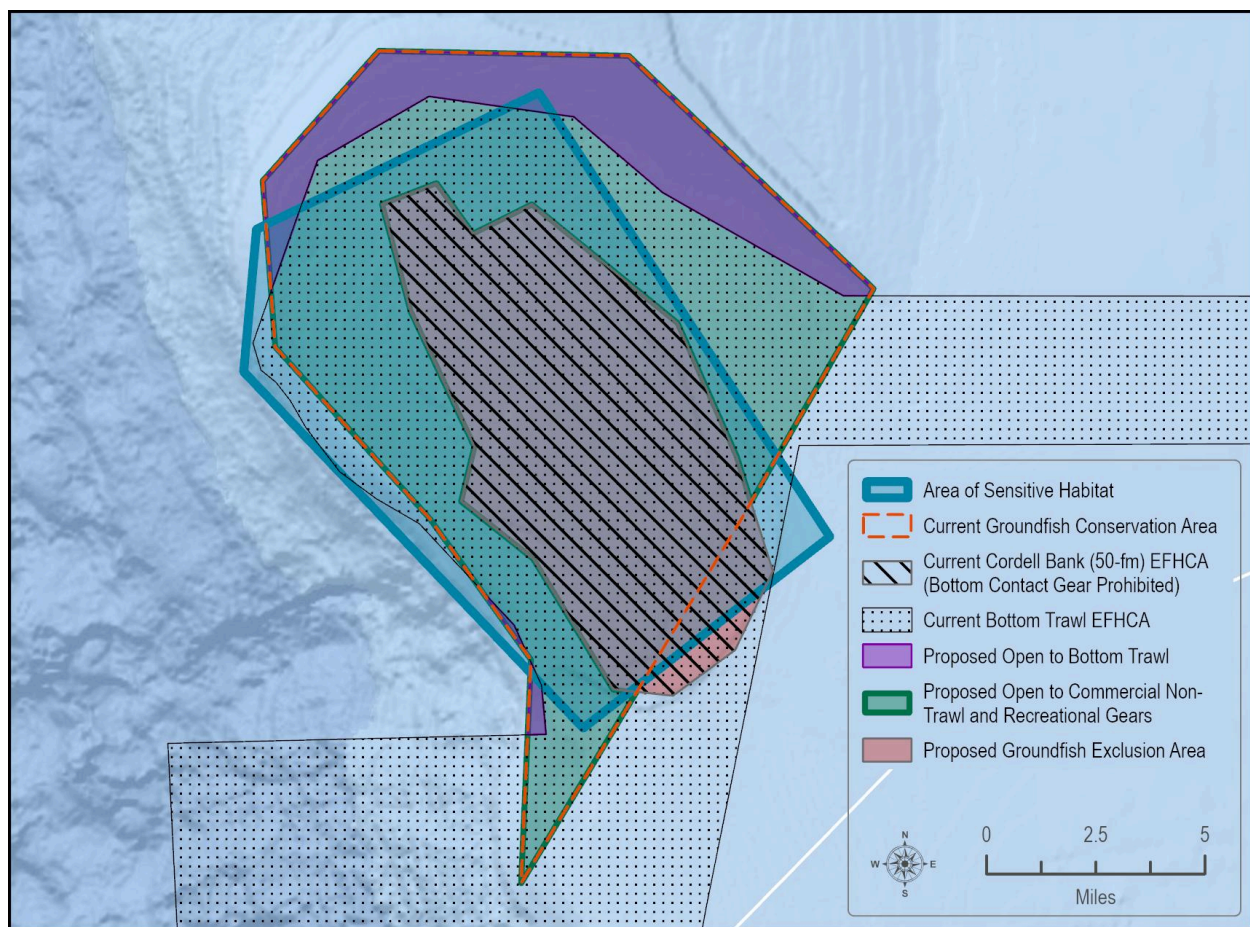 Area of Sensitive Habitat
Current Groundfish Conservation Area
Current Cordell Bank (50-fm) EFHCA
(Bottom Contact Gear Prohibited)
Current Bottom Trawl EFHCA
Proposed Open to Bottom Trawl
Proposed Open to Commercial Non-
Trawl and Recreational Gears
Proposed Groundfish Exclusion Area
N
W E
S
0 2.5 5
Miles